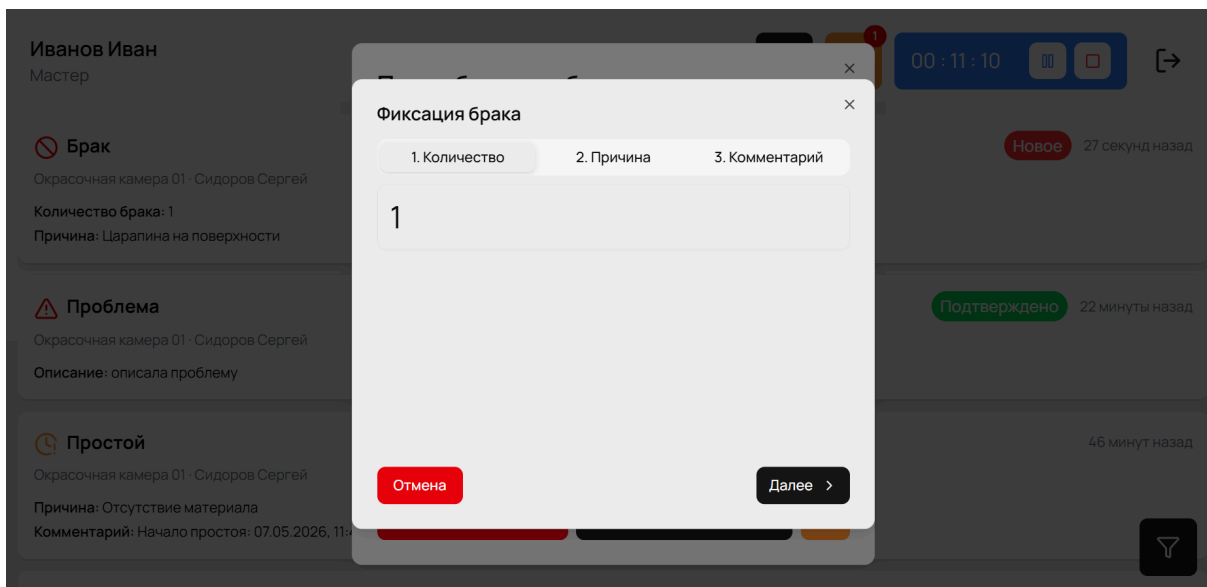 Иванов Иван
Мастер
1
00 : 11 : 10
Фиксация брака
1. Количество
2. Причина
3. Комментарий
1
Отмена
Далее
Брак
Новое
27 секунд назад
Окрасочная камера 01 · Сидоров Сергей
Количество брака: 1
Причина: Царапина на поверхности
Проблема
Подтверждено
22 минуты назад
Окрасочная камера 01 · Сидоров Сергей
Описание: описала проблему
Простой
46 минут назад
Окрасочная камера 01 · Сидоров Сергей
Причина: Отсутствие материала
Комментарий: Начало простоя: 07.05.2026, 11: